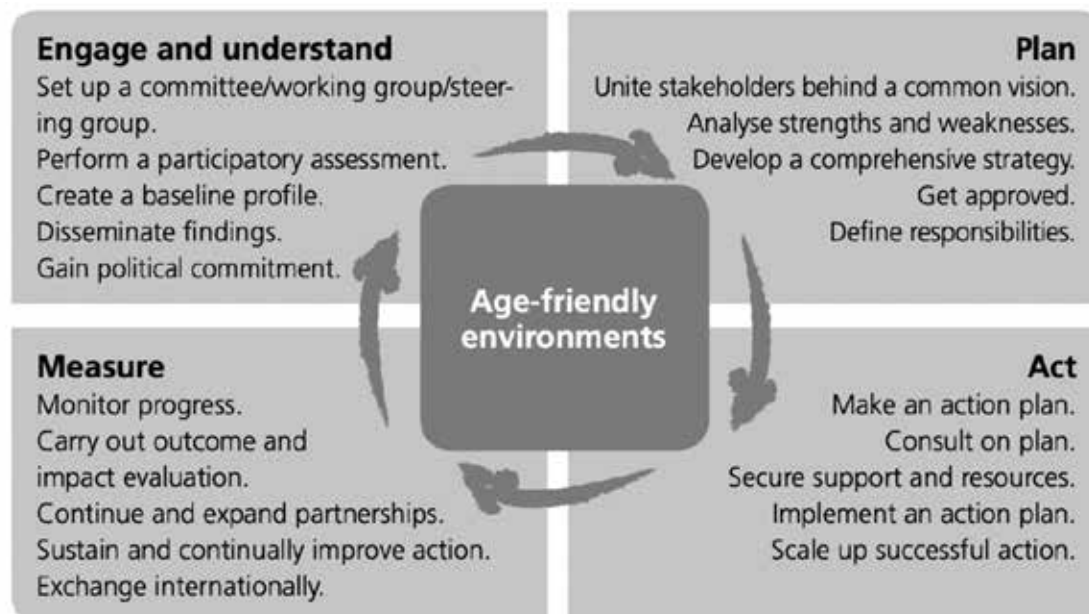 Engage and understand
Set up a committee/working group/steer-
ing group.
Perform a participatory assessment.
Create a baseline profile.
Disseminate findings.
Gain political commitment.
Plan
Unite stakeholders behind a common vision.
Analyse strengths and weaknesses.
Develop a comprehensive strategy.
Get approved.
Define responsibilities.
Age-friendly
environments
Measure
Monitor progress.
Carry out outcome and
impact evaluation.
Continue and expand partnerships.
Sustain and continually improve action.
Exchange internationally.
Act
Make an action plan.
Consult on plan.
Secure support and resources.
Implement an action plan.
Scale up successful action.